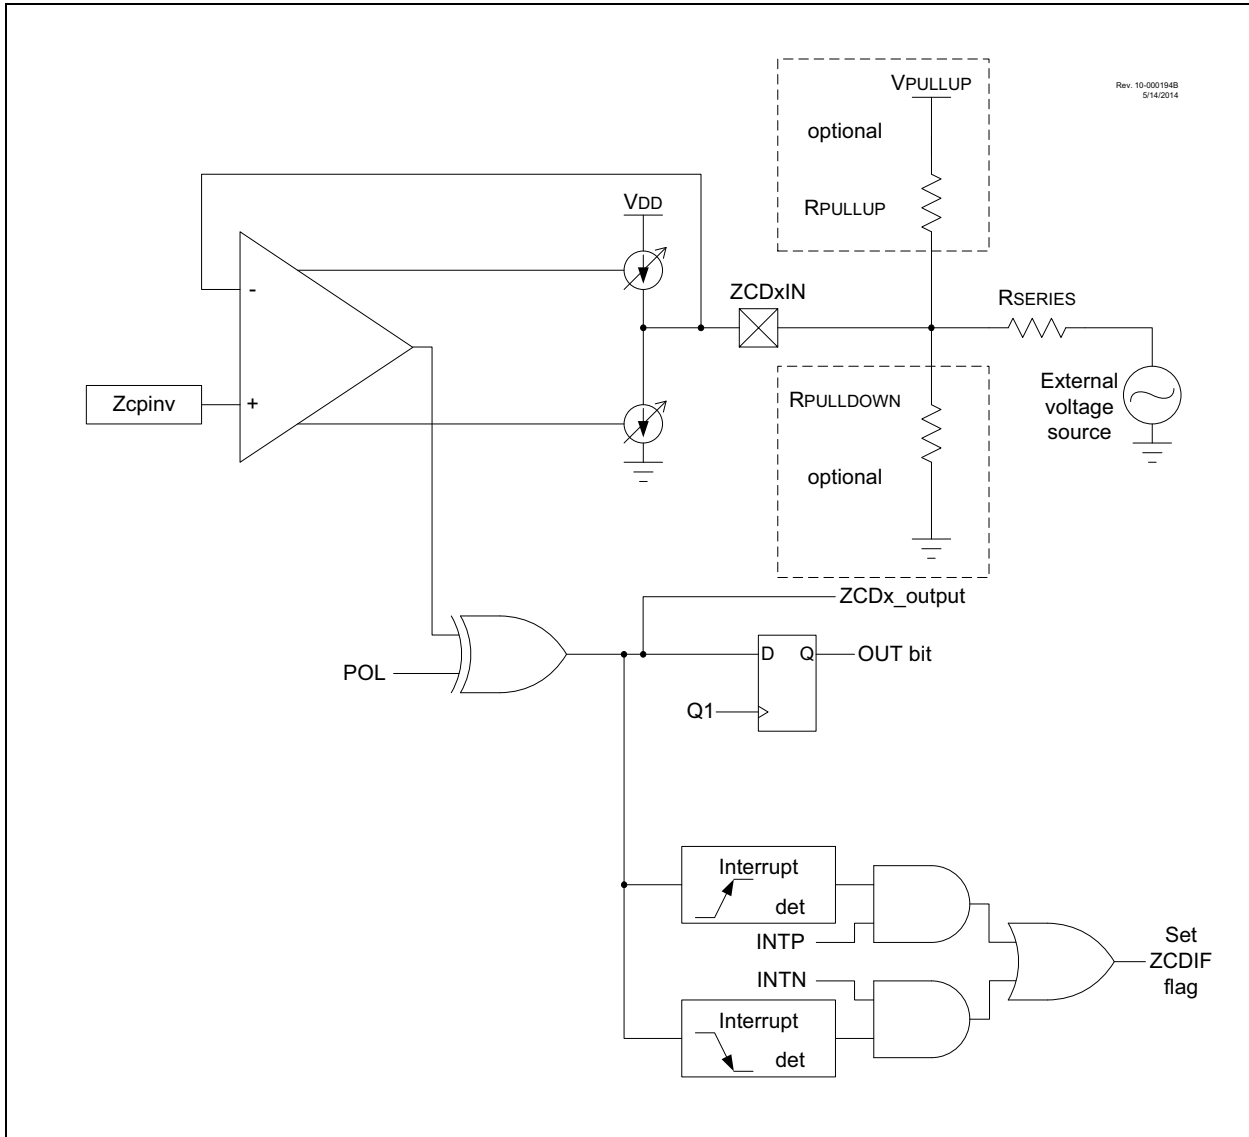 VPULLUP
Rev. 10-000194B
5/14/2014
optional
RPULLUP
VDD
-
ZCDxIN
RSERIES
Zcpinv
+
RPULLDOWN
External
voltage
source
optional
ZCDx_output
POL
D Q
OUT bit
Q1
Interrupt
det
INTP
Set
ZCDIF
flag
INTN
Interrupt
det